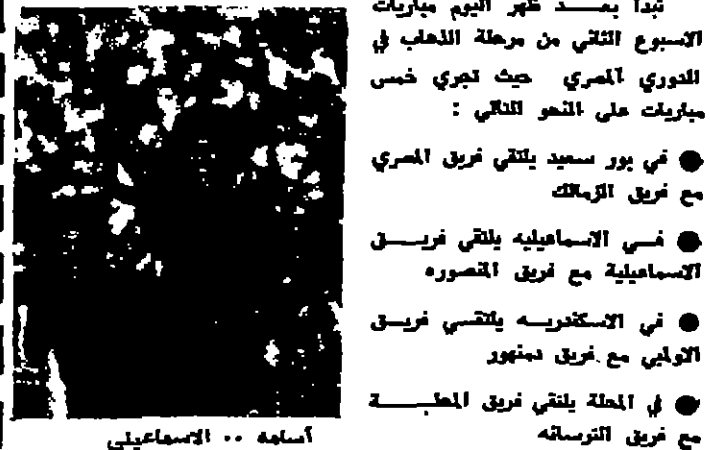 تبدأ بعد ظهر اليوم مباريات
الاسبوع الثاني من مرحلة الذهاب في
الدوري المصري حيث تجري خمس
مباريات على النحو التالي :
● في بور سعيد يلتقي فريق المصري
مع فريق الزمالك
● في الاسماعيليه يلتقي فريق
الاسماعيلية مع فريق المنصوره
● في الاسكندريه يلتقي فريق
الاولمبي مع فريق دمنهور
● في المحلة يلتقي فريق المحلة
مع فريق الترسانه
أسامة .. الاسماعيلي